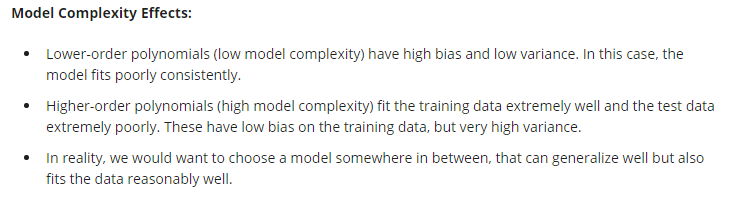 Model Complexity Effects:
• Lower-order polynomials (low model complexity) have high bias and low variance. In this case, the
model fits poorly consistently.
• Higher-order polynomials (high model complexity) fit the training data extremely well and the test data
extremely poorly. These have low bias on the training data, but very high variance.
• In reality, we would want to choose a model somewhere in between, that can generalize well but also
fits the data reasonably well.